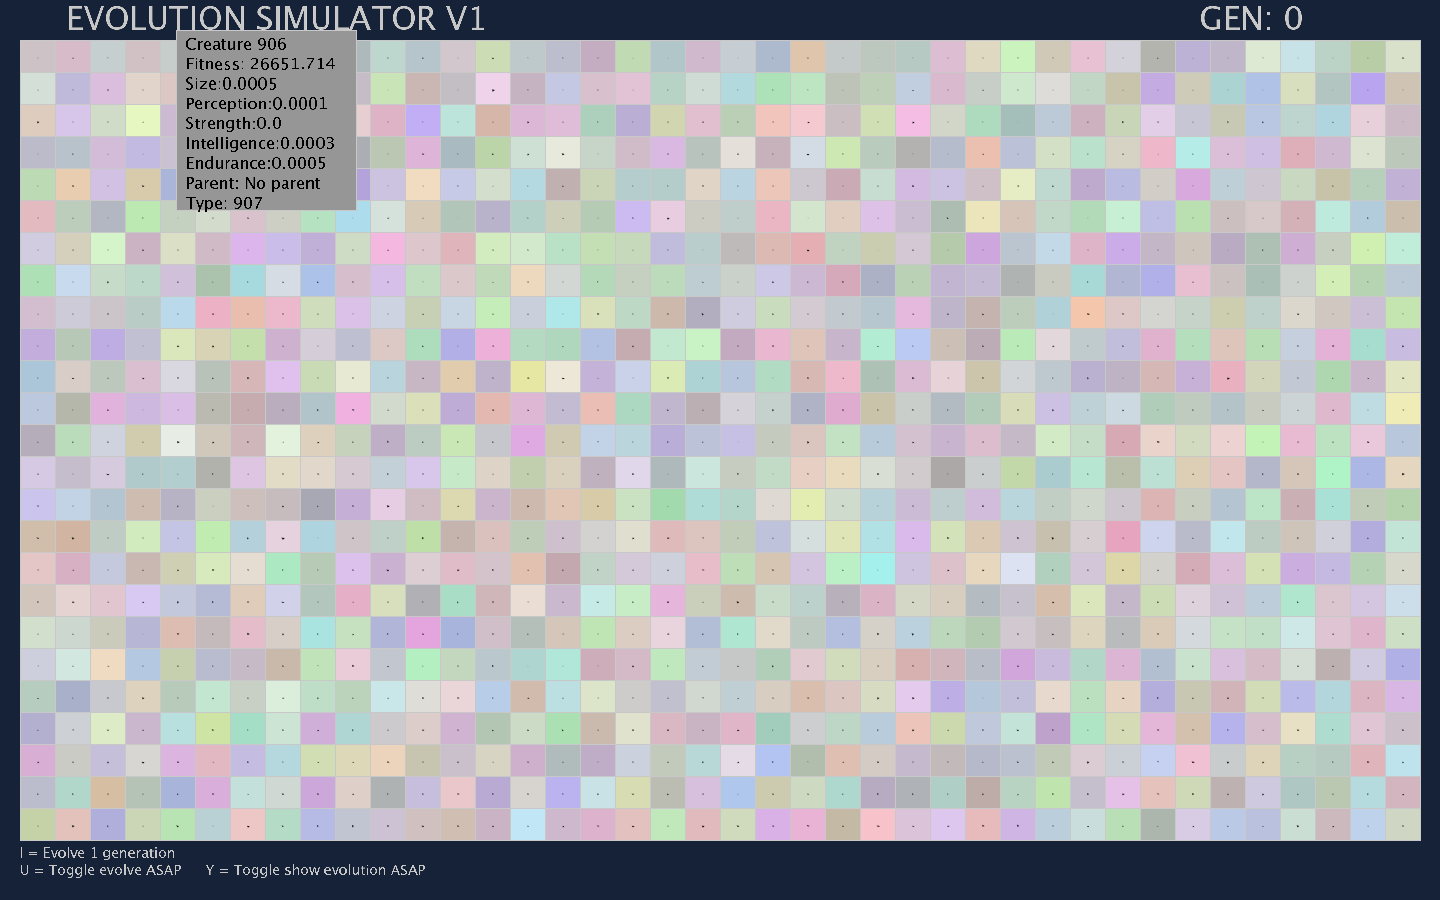 EVOLUTION SIMULATOR V1
GEN: 0
Creature 906
Fitness: 26651.714
Size:0.0005
Perception:0.0001
Strength:0.0
Intelligence:0.0003
Endurance:0.0005
Parent: No parent
Type: 907
I = Evolve 1 generation
U = Toggle evolve ASAP Y = Toggle show evolution ASAP